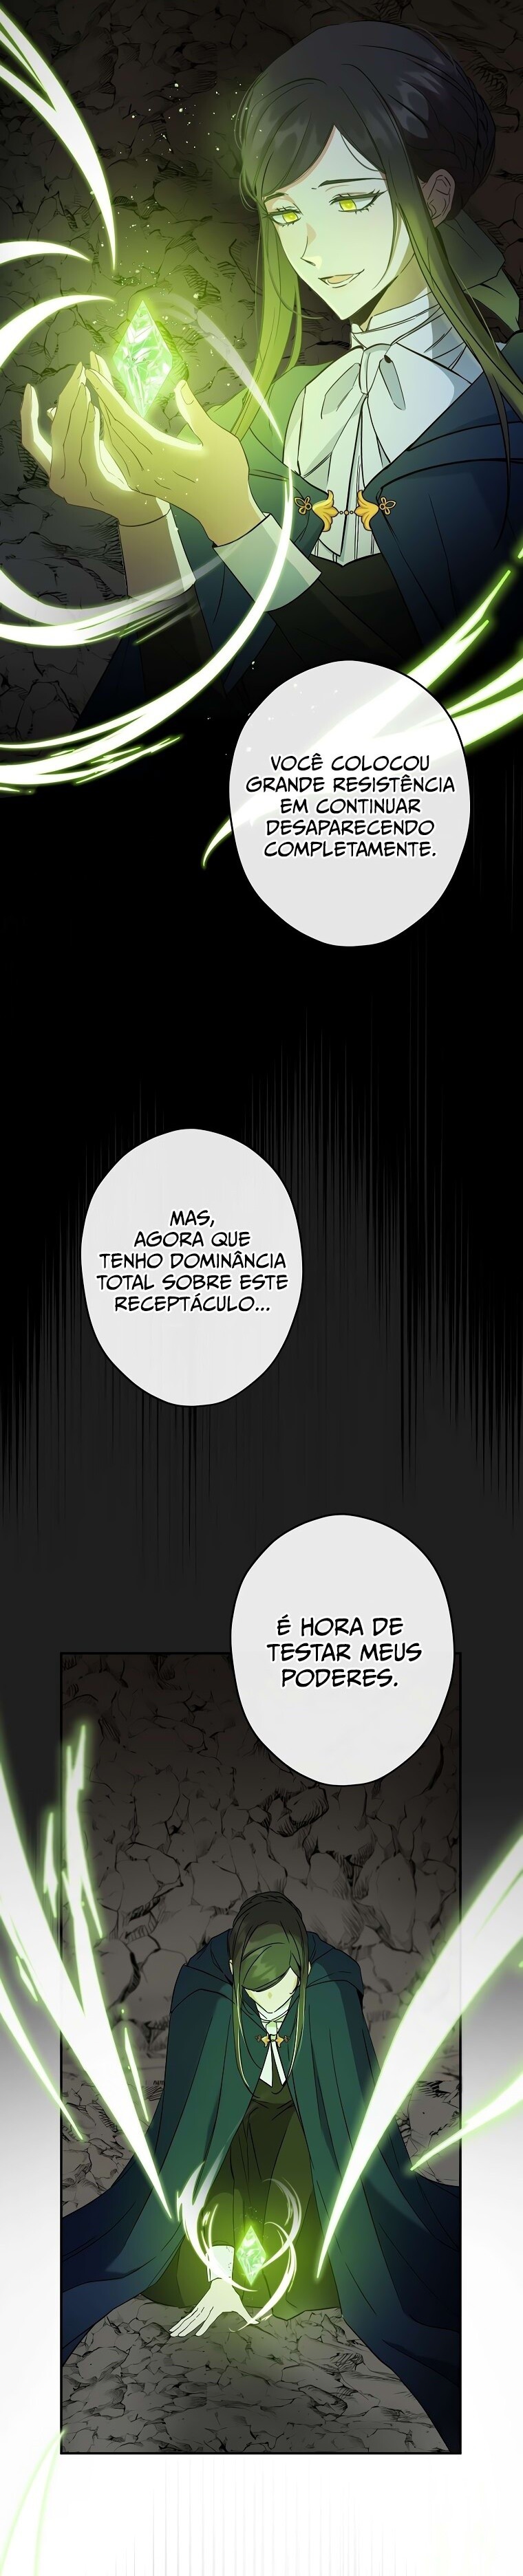 VOCÊ COLOCOU
GRANDE RESISTÊNCIA
EM CONTINUAR
DESAPARECENDO
COMPLETAMENTE.
MAS,
AGORA QUE
TENHO DOMINÂNCIA
TOTAL SOBRE ESTE
RECEPTÁCULO...
É HORA DE
TESTAR MEUS
PODERES.